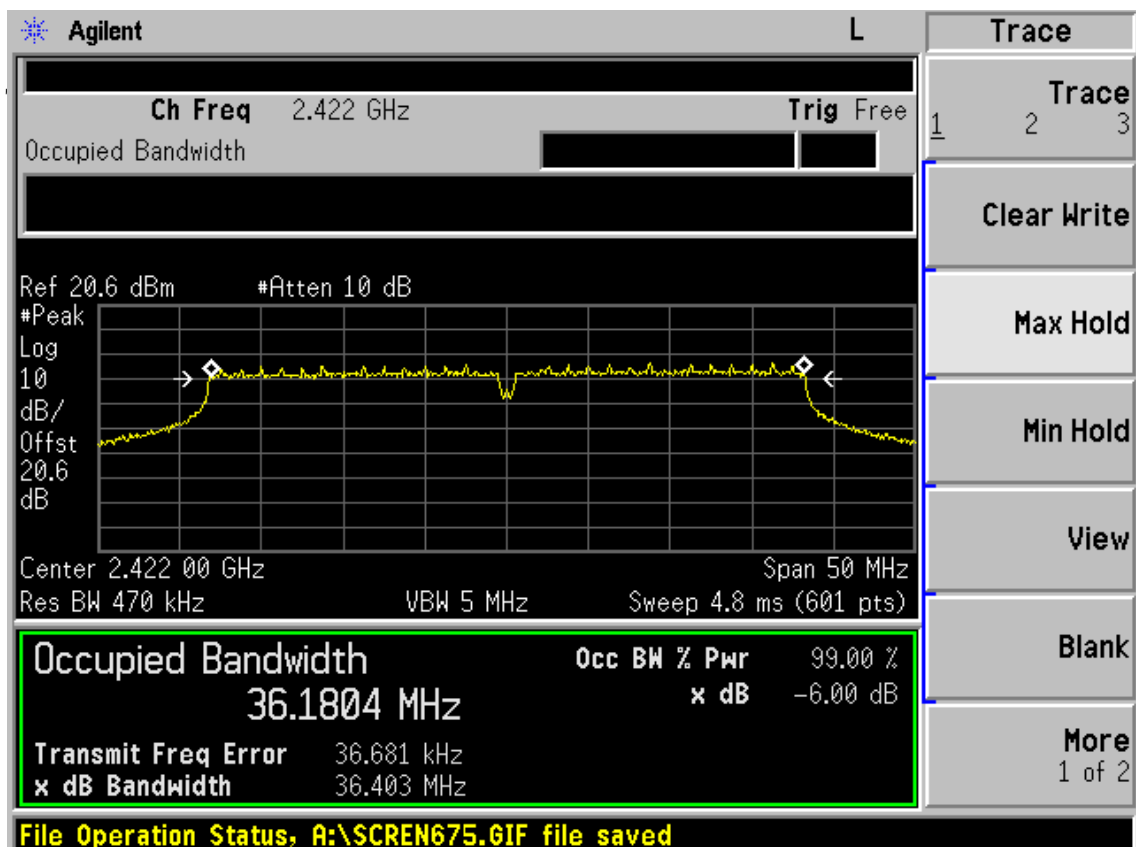 Agilent L Trace
Ch Freq 2.422 GHz Trig Free
Occupied Bandwidth
Trace
1 2 3
Clear Write
Max Hold
Min Hold
View
Blank
More
1 of 2
Ref 20.6 dBm #Atten 10 dB
#Peak
Log
10
dB/
Offst
20.6
dB
Center 2.422 00 GHz Span 50 MHz
Res BW 470 kHz VBW 5 MHz Sweep 4.8 ms (601 pts)
Occupied Bandwidth Occ BW % Pwr 99.00 %
36.1804 MHz x dB -6.00 dB
Transmit Freq Error 36.681 kHz
x dB Bandwidth 36.403 MHz
File Operation Status, A:\SCREN675.GIF file saved